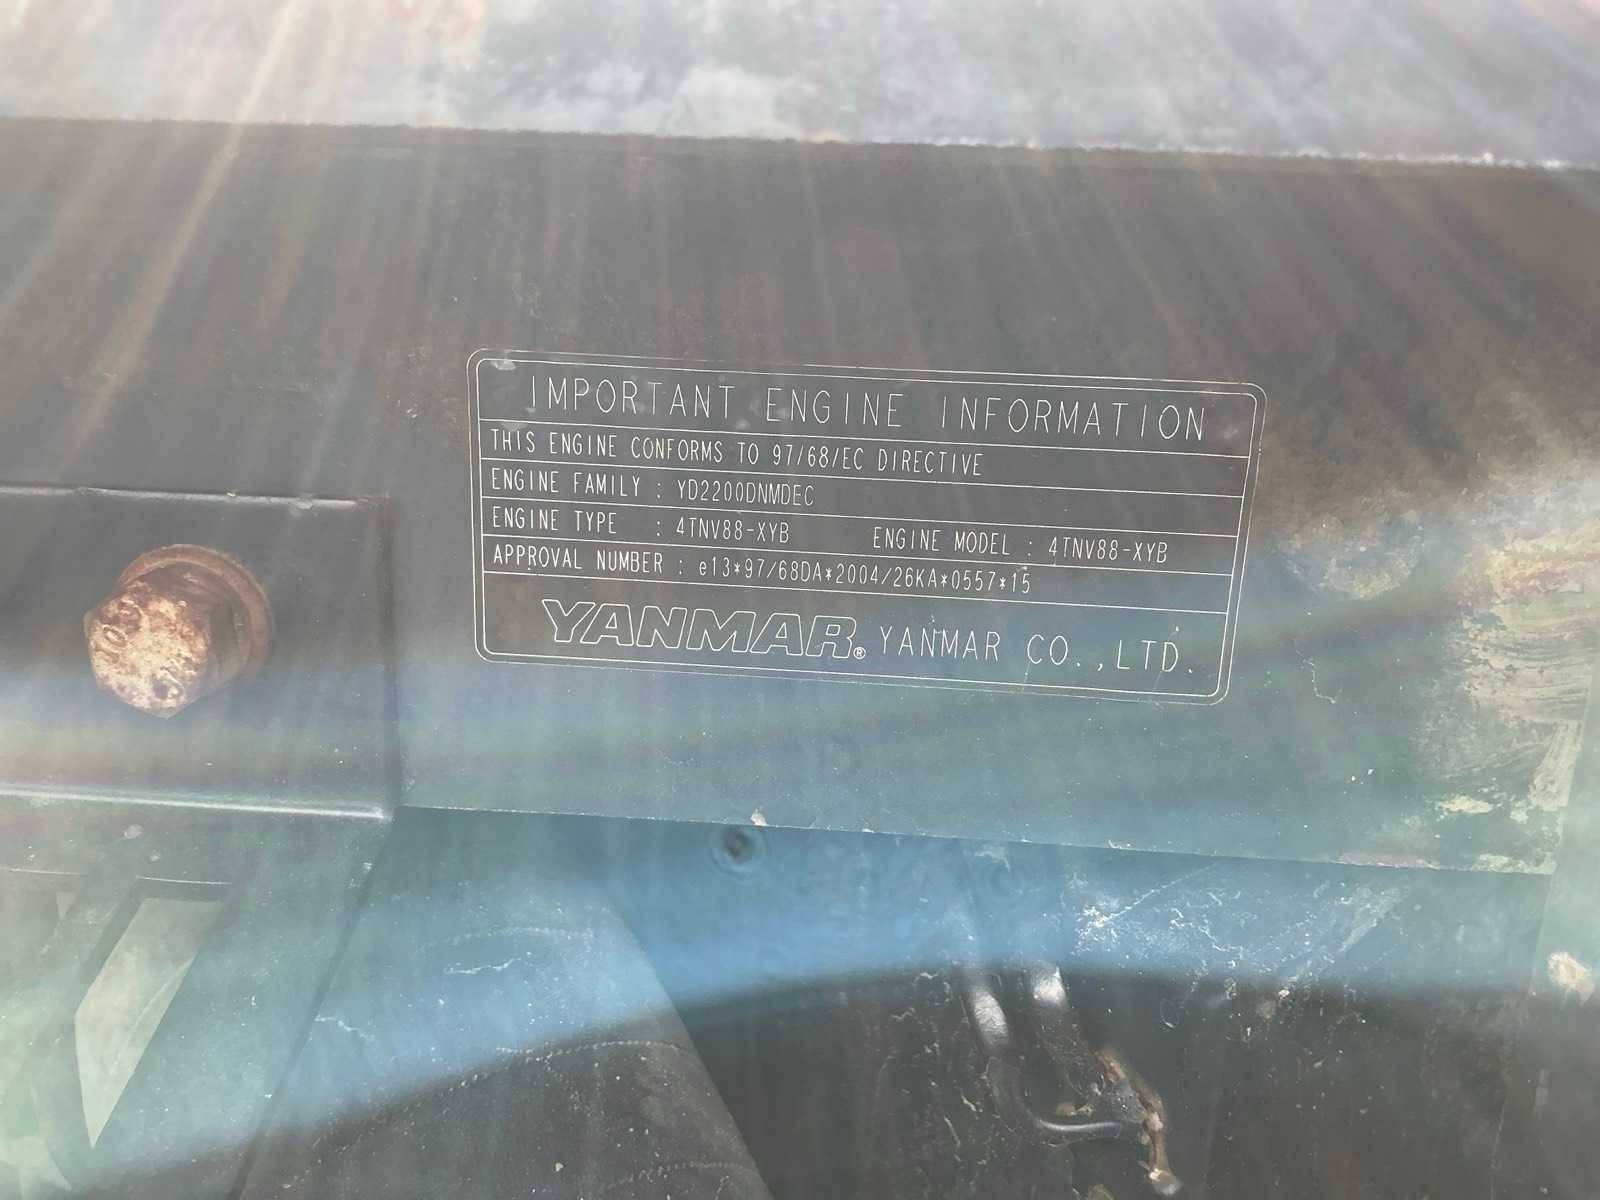 IMPORTANT ENGINE INFORMATION
THIS ENGINE CONFORMS TO 97/68/EC DIRECTIVE
ENGINE FAMILY : YD2200DNMDEC
ENGINE TYPE : 4TNV88-XYB ENGINE MODEL : 4TNV88-XYB
APPROVAL NUMBER : e13*97/68DA*2004/26KA*0557*15
YANMAR® YANMAR CO.,LTD.